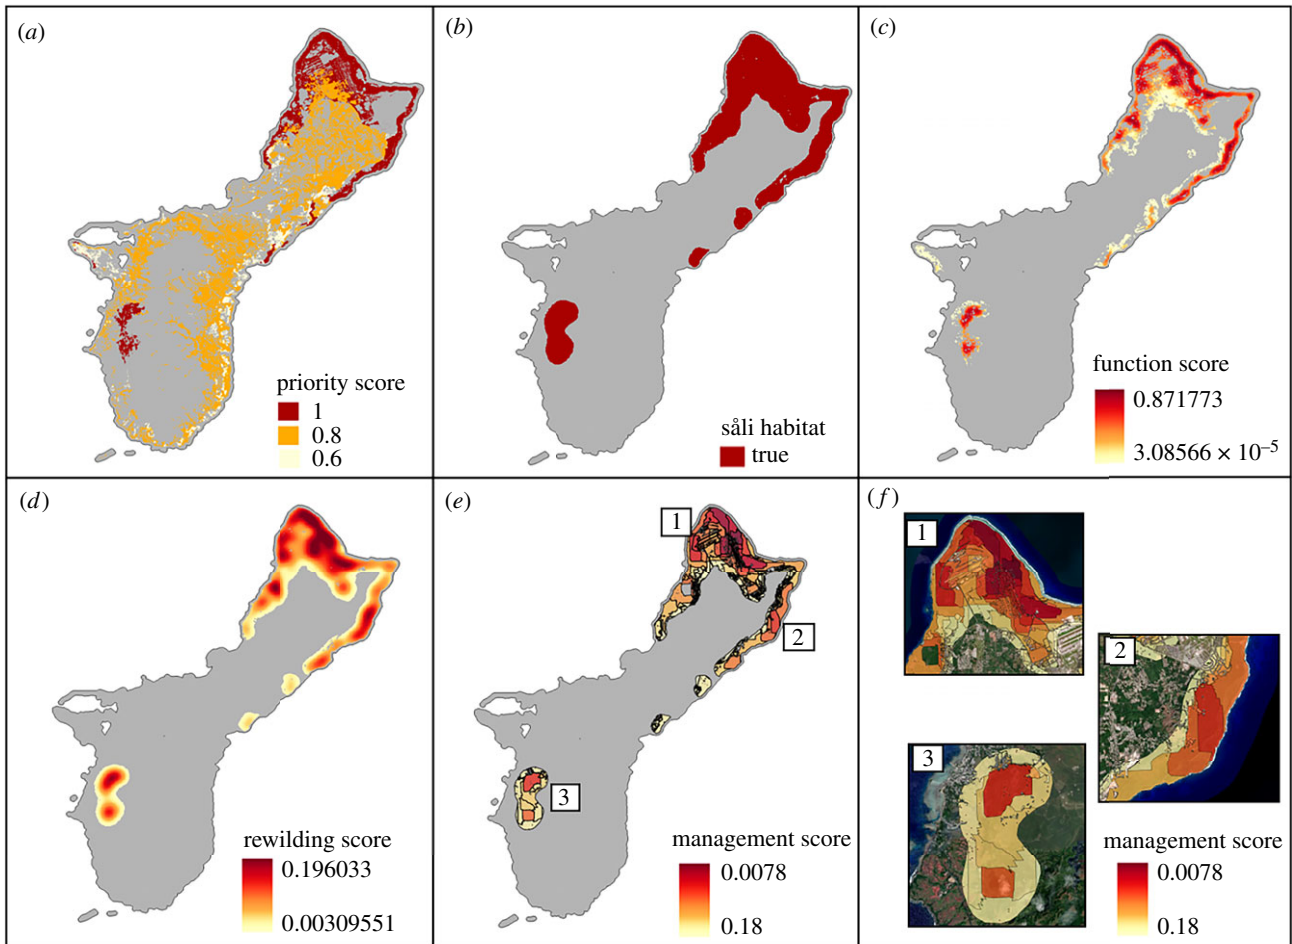 (a)
priority score
1
0.8
0.6
(b)
såli habitat
true
(c)
function score
0.871773
3.08566 × 10⁻⁵
(d)
rewilding score
0.196033
0.00309551
(e)
1
2
3
management score
0.0078
0.18
(f)
1
2
3
management score
0.0078
0.18